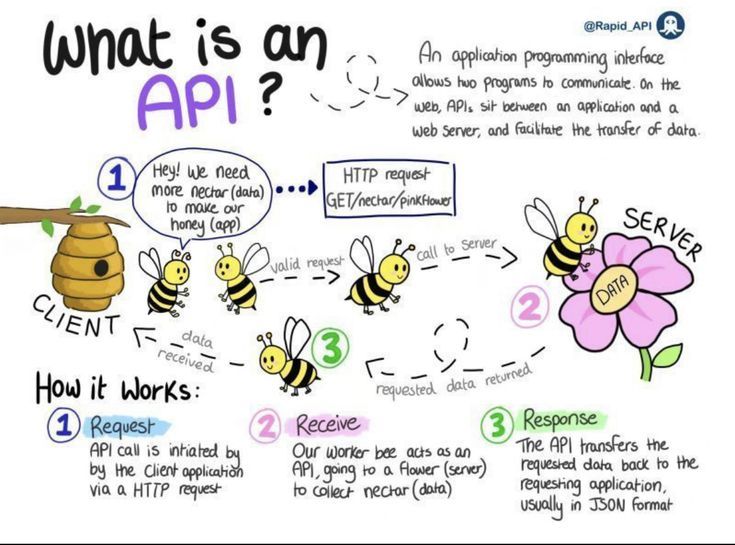 What is an
API?
@Rapid_API
An application programming interface
allows two programs to communicate. On the
web, APIs sit between an application and a
web server, and facilitate the transfer of data.
1
Hey! We need
more nectar (data)
to make our
honey (app)
HTTP request
GET/nectar/pinkflower
valid request
call to server
SERVER
DATA
2
CLIENT
data
received
3
requested data returned
How it works:
1 Request
API call is intiated by
by the client application
via a HTTP request
2 Receive
Our worker bee acts as an
API, going to a flower (server)
to collect nectar (data)
3 Response
The API transfers the
requested data back to the
requesting application,
usually in JSON format